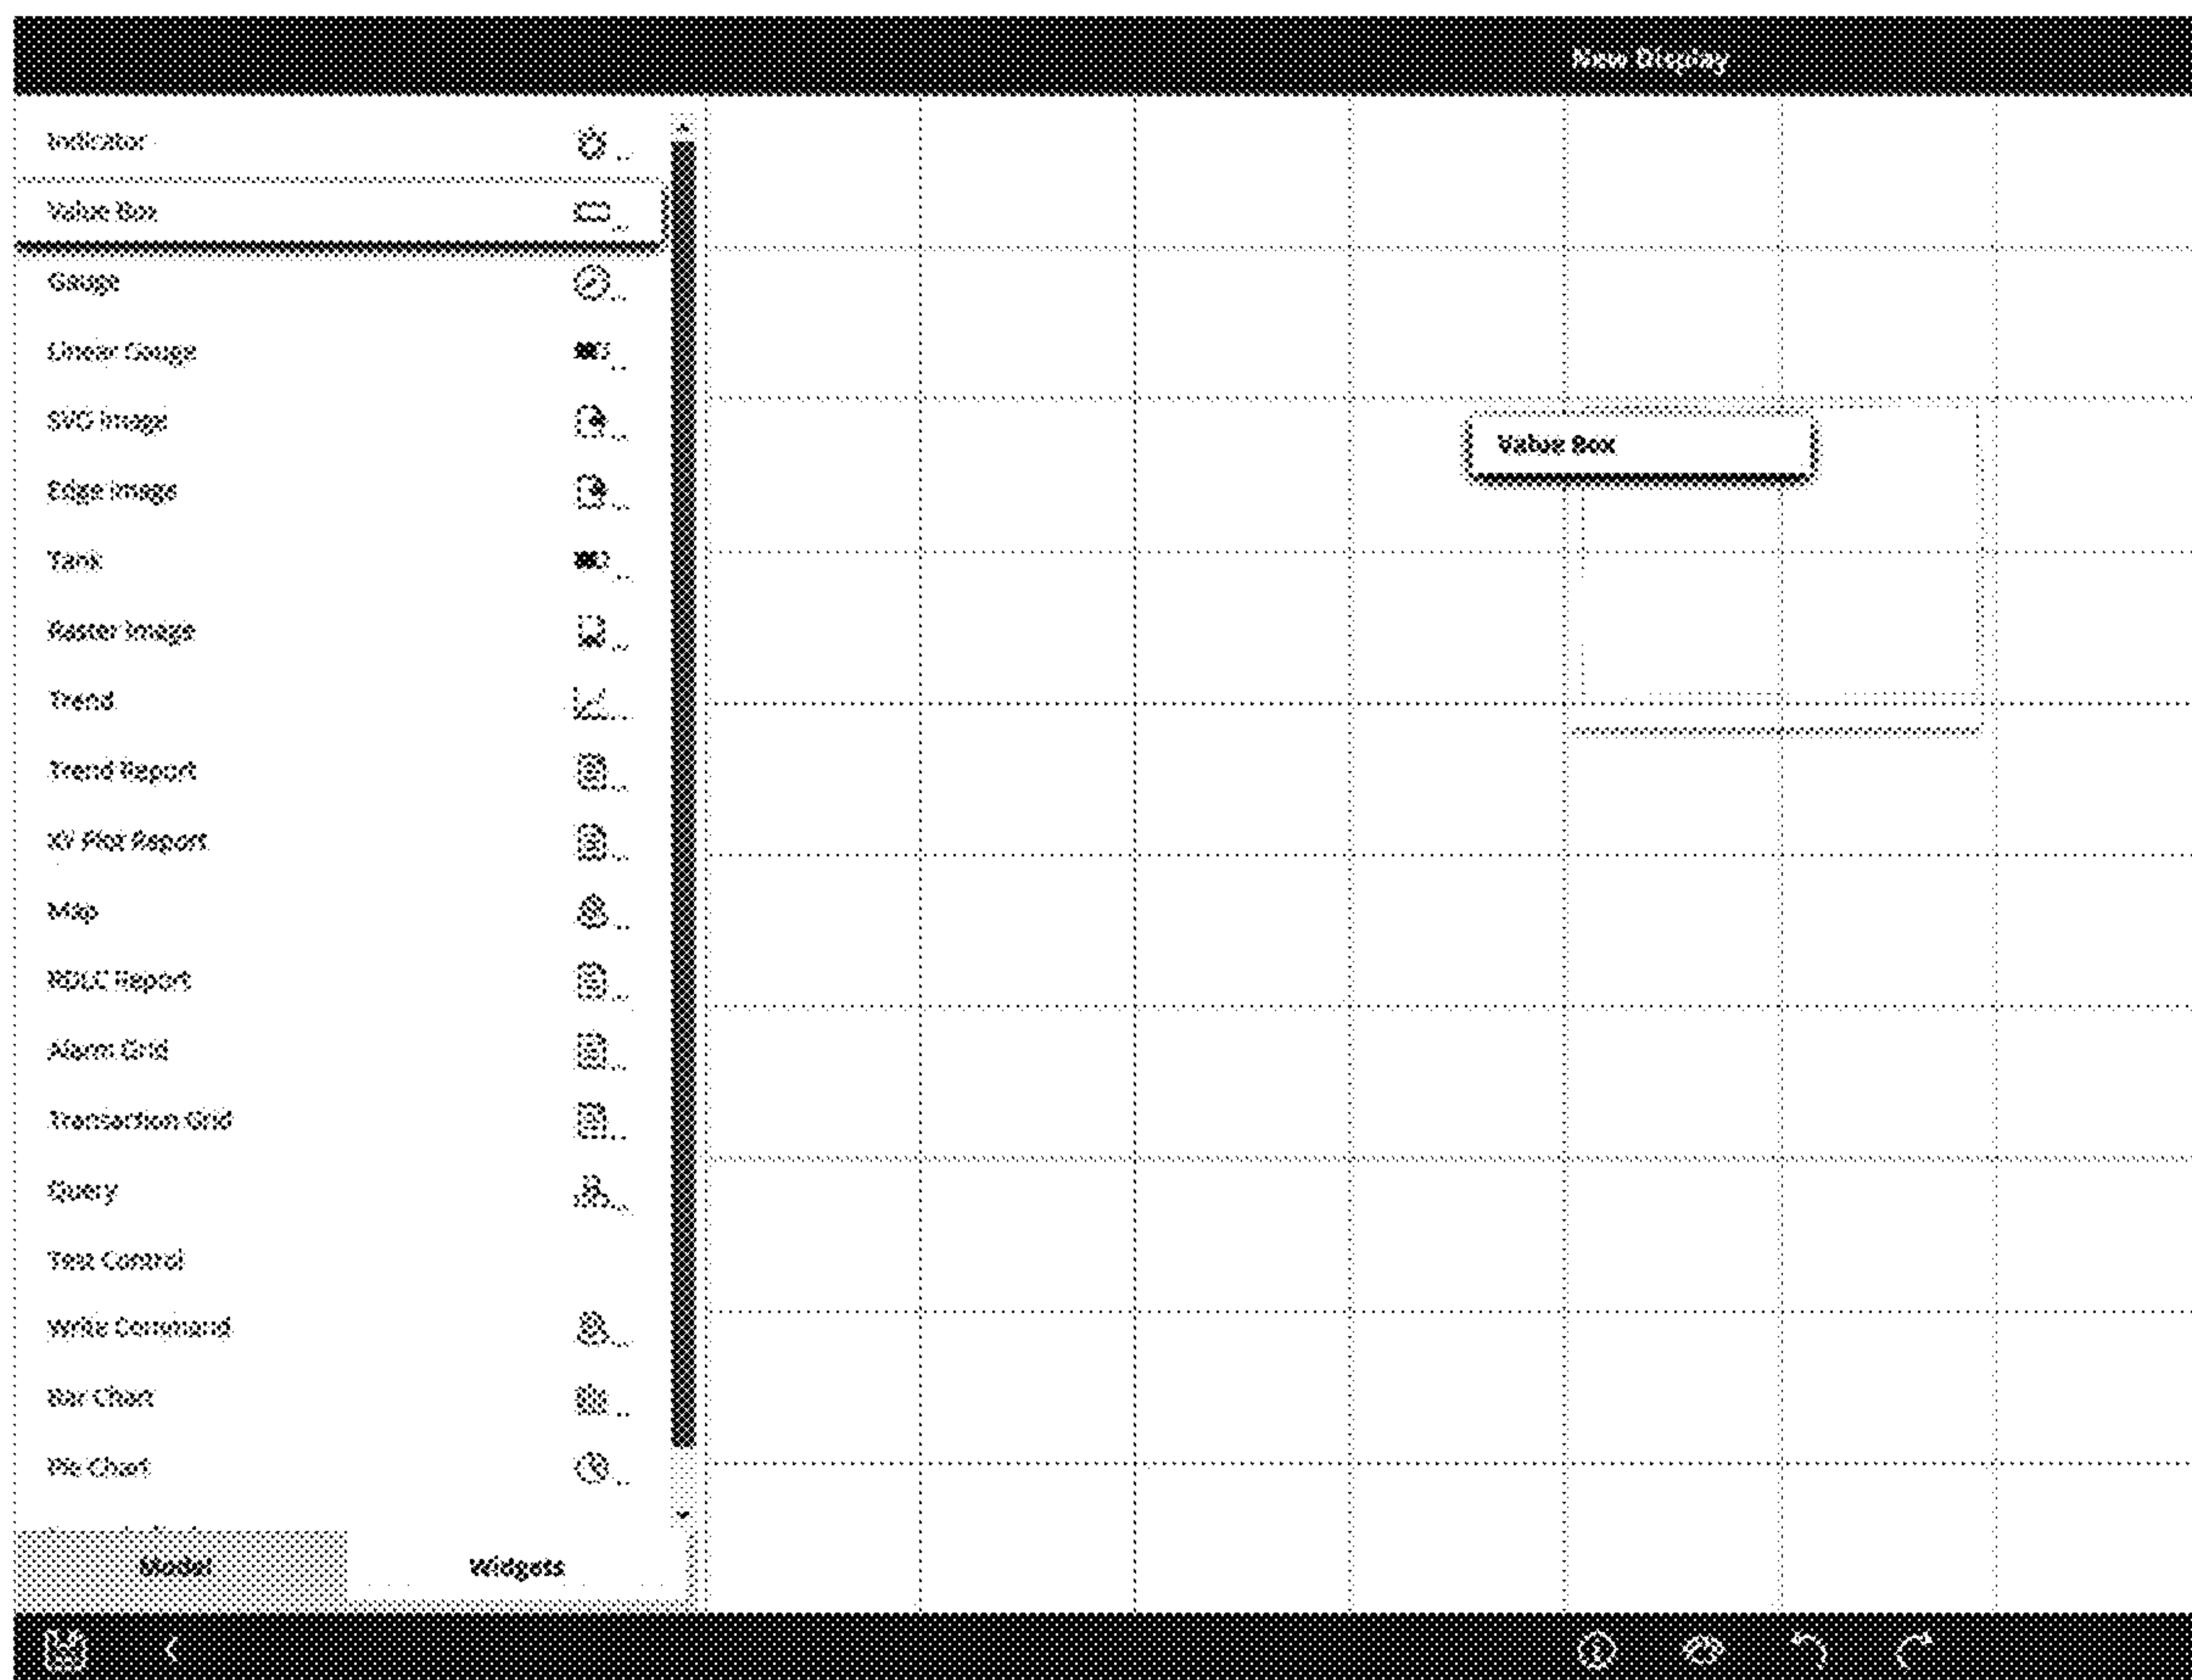 New Display
Indicator
Value Box
Gauge
Linear Gauge
SVG Image
Edge Image
Tank
Raster Image
Trend
Trend Report
XY Plot Report
Map
RDLC Report
Alarm Grid
Transaction Grid
Query
Text Control
Write Command
Bar Chart
Pie Chart
Value Box
Model
Widgets